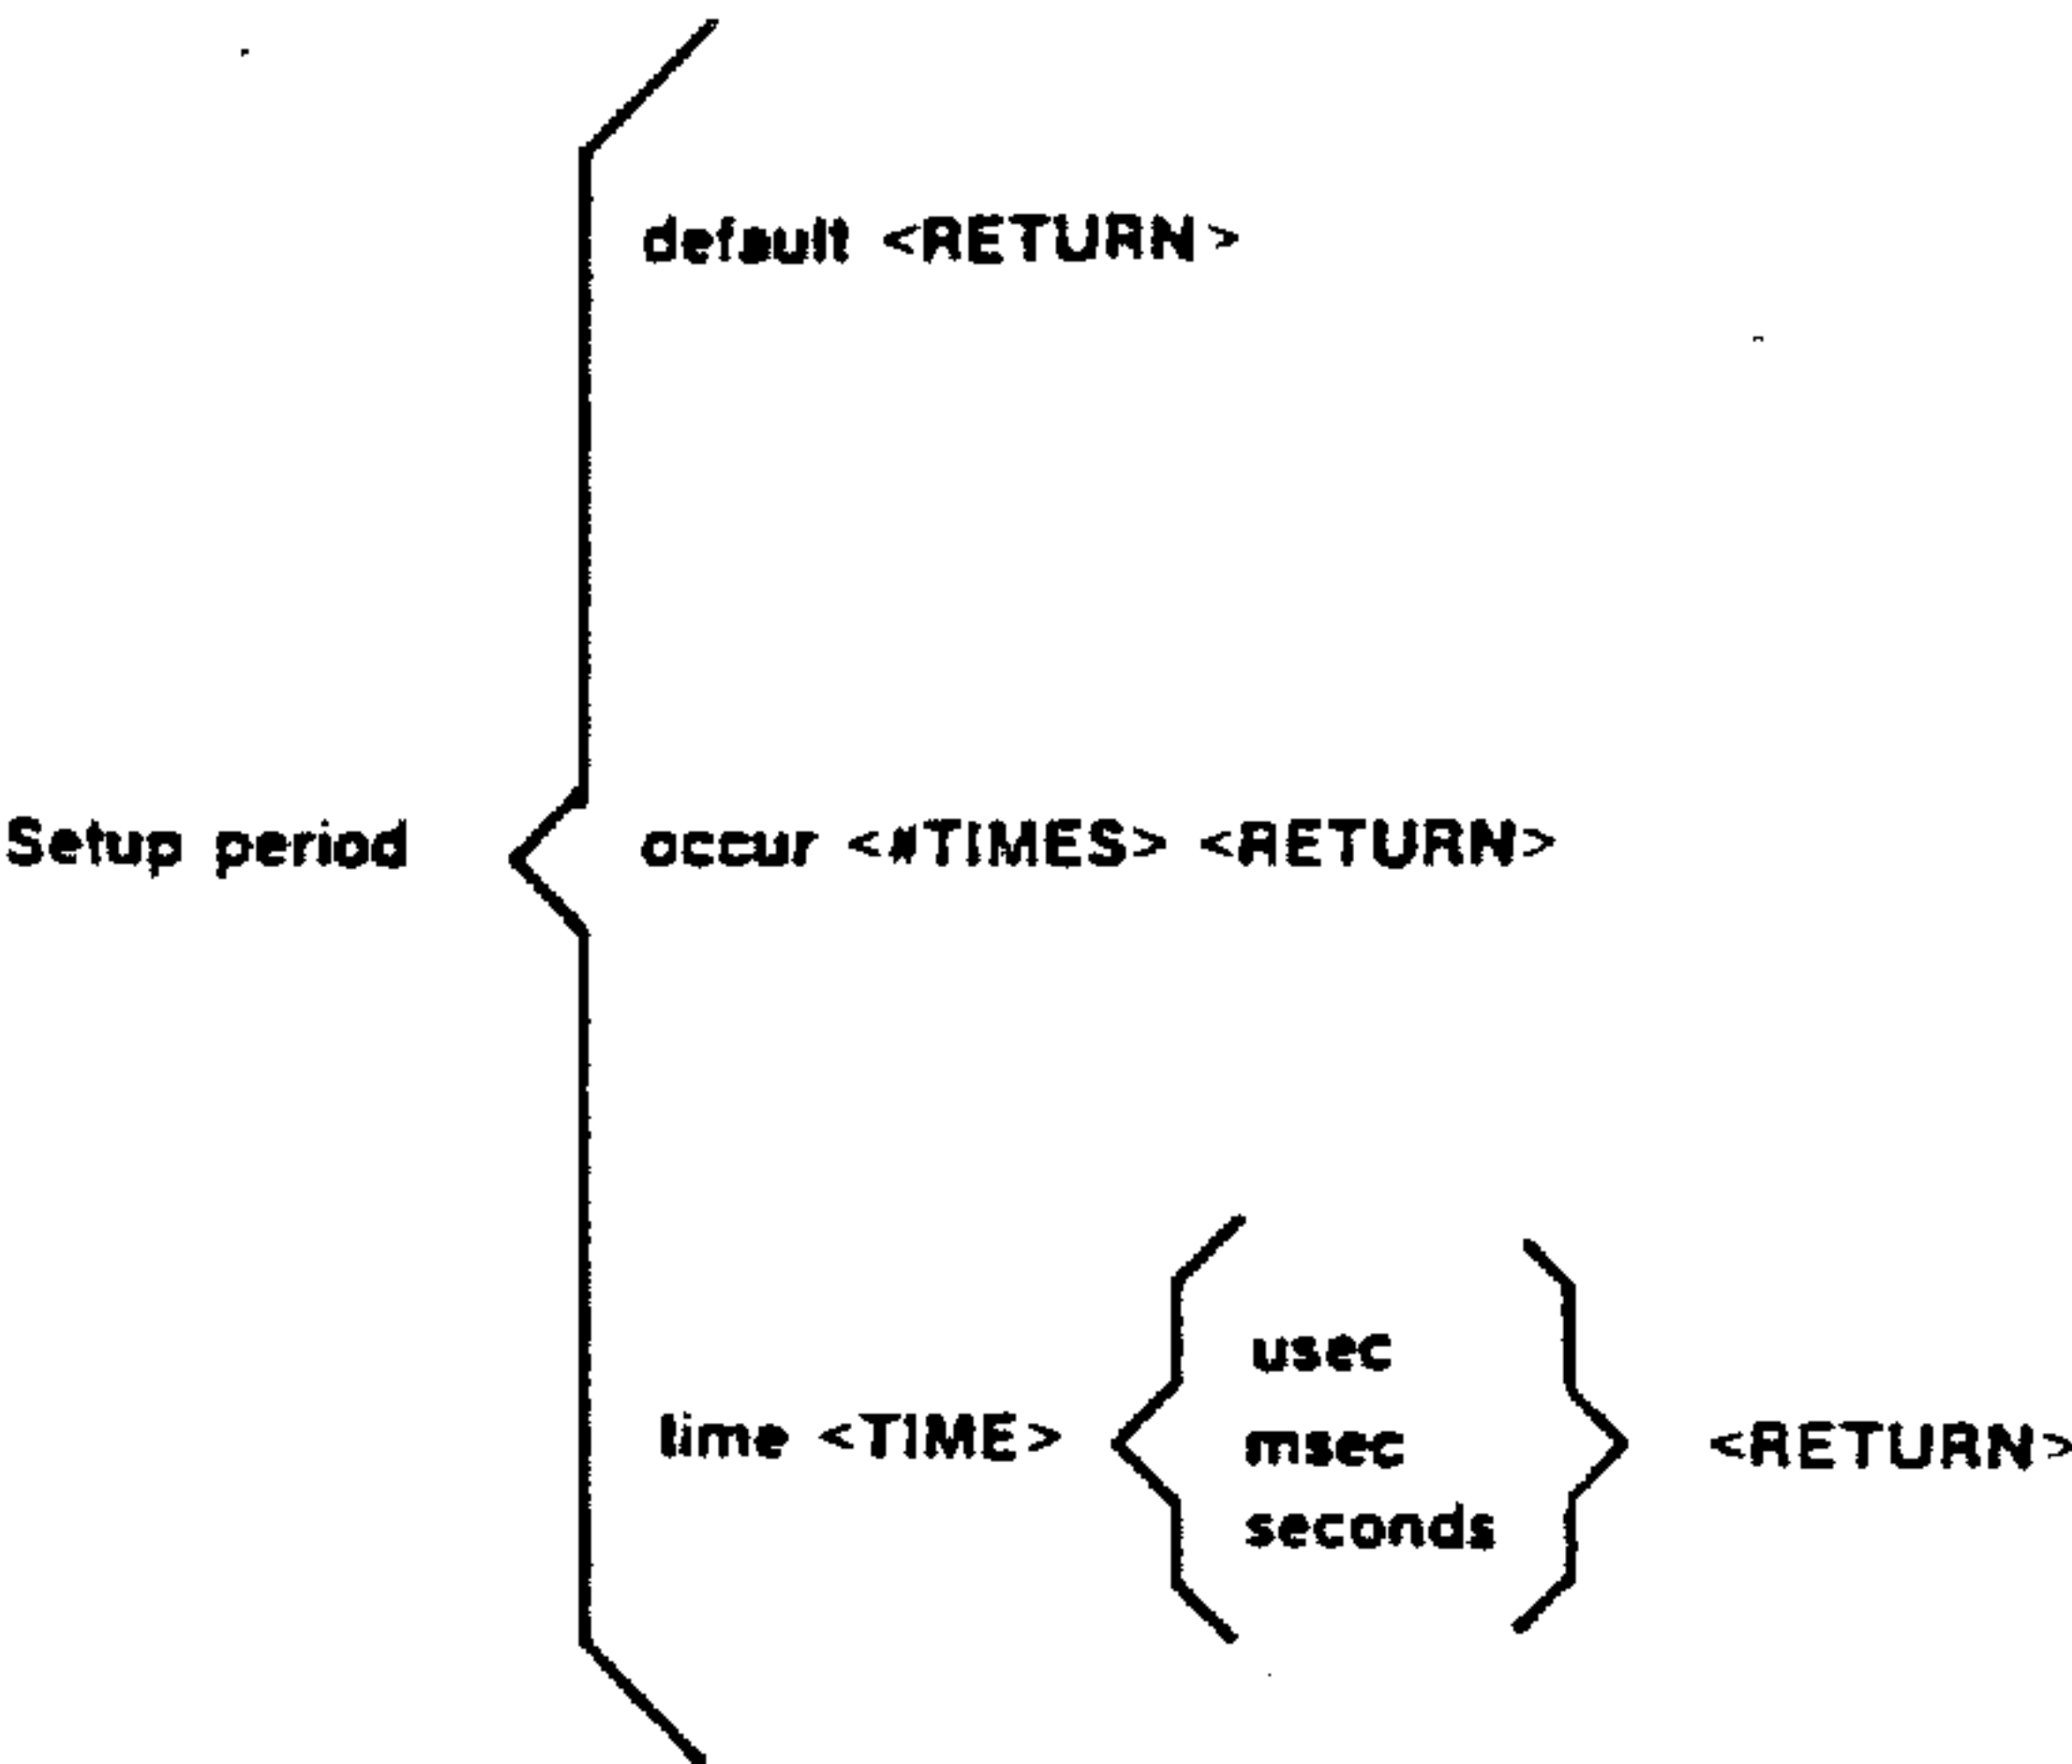 default <RETURN>
Setup period
occur <#TIMES> <RETURN>
usec
time <TIME>
msec
<RETURN>
seconds